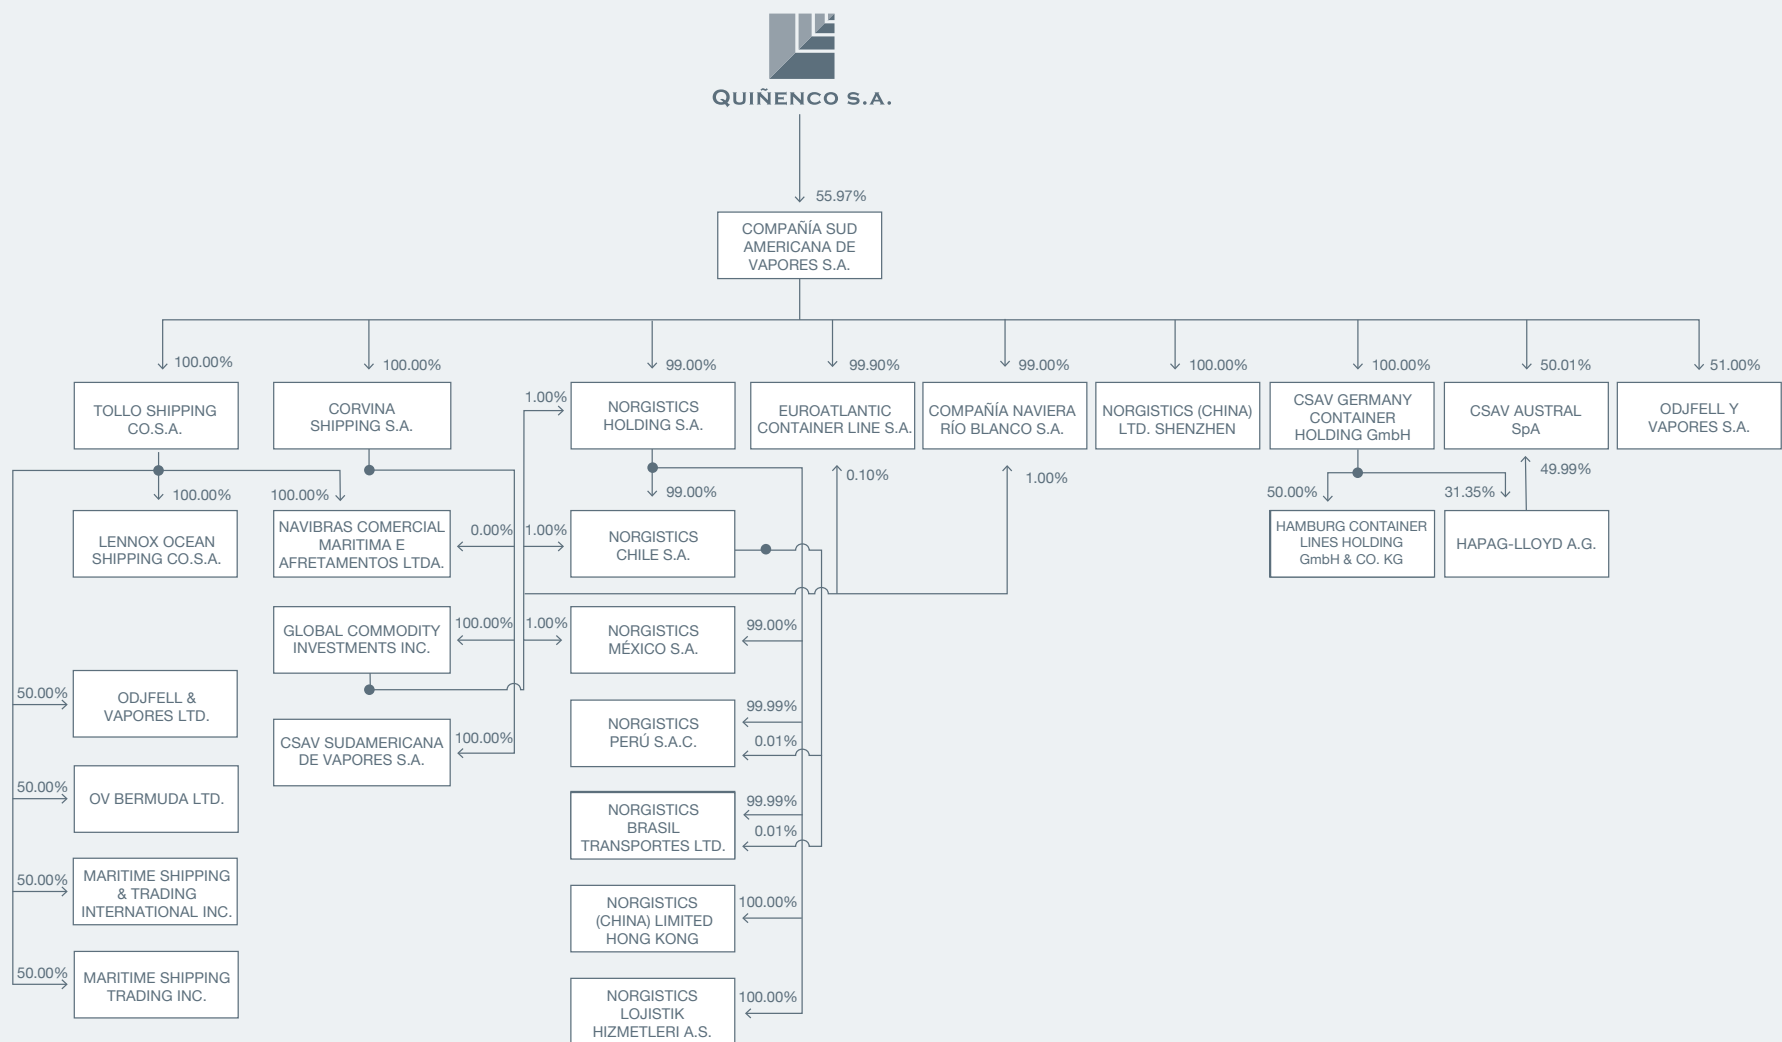 QUIÑENCO S.A.
55.97%
COMPAÑÍA SUD
AMERICANA DE
VAPORES S.A.
100.00%
100.00%
99.00%
99.90%
99.00%
100.00%
100.00%
50.01%
51.00%
TOLLO SHIPPING
CO.S.A.
CORVINA
SHIPPING S.A.
1.00%
NORGISTICS
HOLDING S.A.
EUROATLANTIC
CONTAINER LINE S.A.
COMPAÑÍA NAVIERA
RÍO BLANCO S.A.
NORGISTICS (CHINA)
LTD. SHENZHEN
CSAV GERMANY
CONTAINER
HOLDING GmbH
CSAV AUSTRAL
SpA
ODJFELL Y
VAPORES S.A.
100.00%
100.00%
99.00%
0.10%
1.00%
50.00%
31.35%
49.99%
LENNOX OCEAN
SHIPPING CO.S.A.
NAVIBRAS COMERCIAL
MARITIMA E
AFRETAMENTOS LTDA.
0.00%
1.00%
NORGISTICS
CHILE S.A.
HAMBURG CONTAINER
LINES HOLDING
GmbH & CO. KG
HAPAG-LLOYD A.G.
GLOBAL COMMODITY
INVESTMENTS INC.
100.00%
1.00%
NORGISTICS
MÉXICO S.A.
99.00%
50.00%
ODJFELL &
VAPORES LTD.
CSAV SUDAMERICANA
DE VAPORES S.A.
100.00%
NORGISTICS
PERÚ S.A.C.
99.99%
0.01%
50.00%
OV BERMUDA LTD.
NORGISTICS
BRASIL
TRANSPORTES LTD.
99.99%
0.01%
50.00%
MARITIME SHIPPING
& TRADING
INTERNATIONAL INC.
NORGISTICS
(CHINA) LIMITED
HONG KONG
100.00%
50.00%
MARITIME SHIPPING
TRADING INC.
NORGISTICS
LOJISTIK
HIZMETLERI A.S.
100.00%